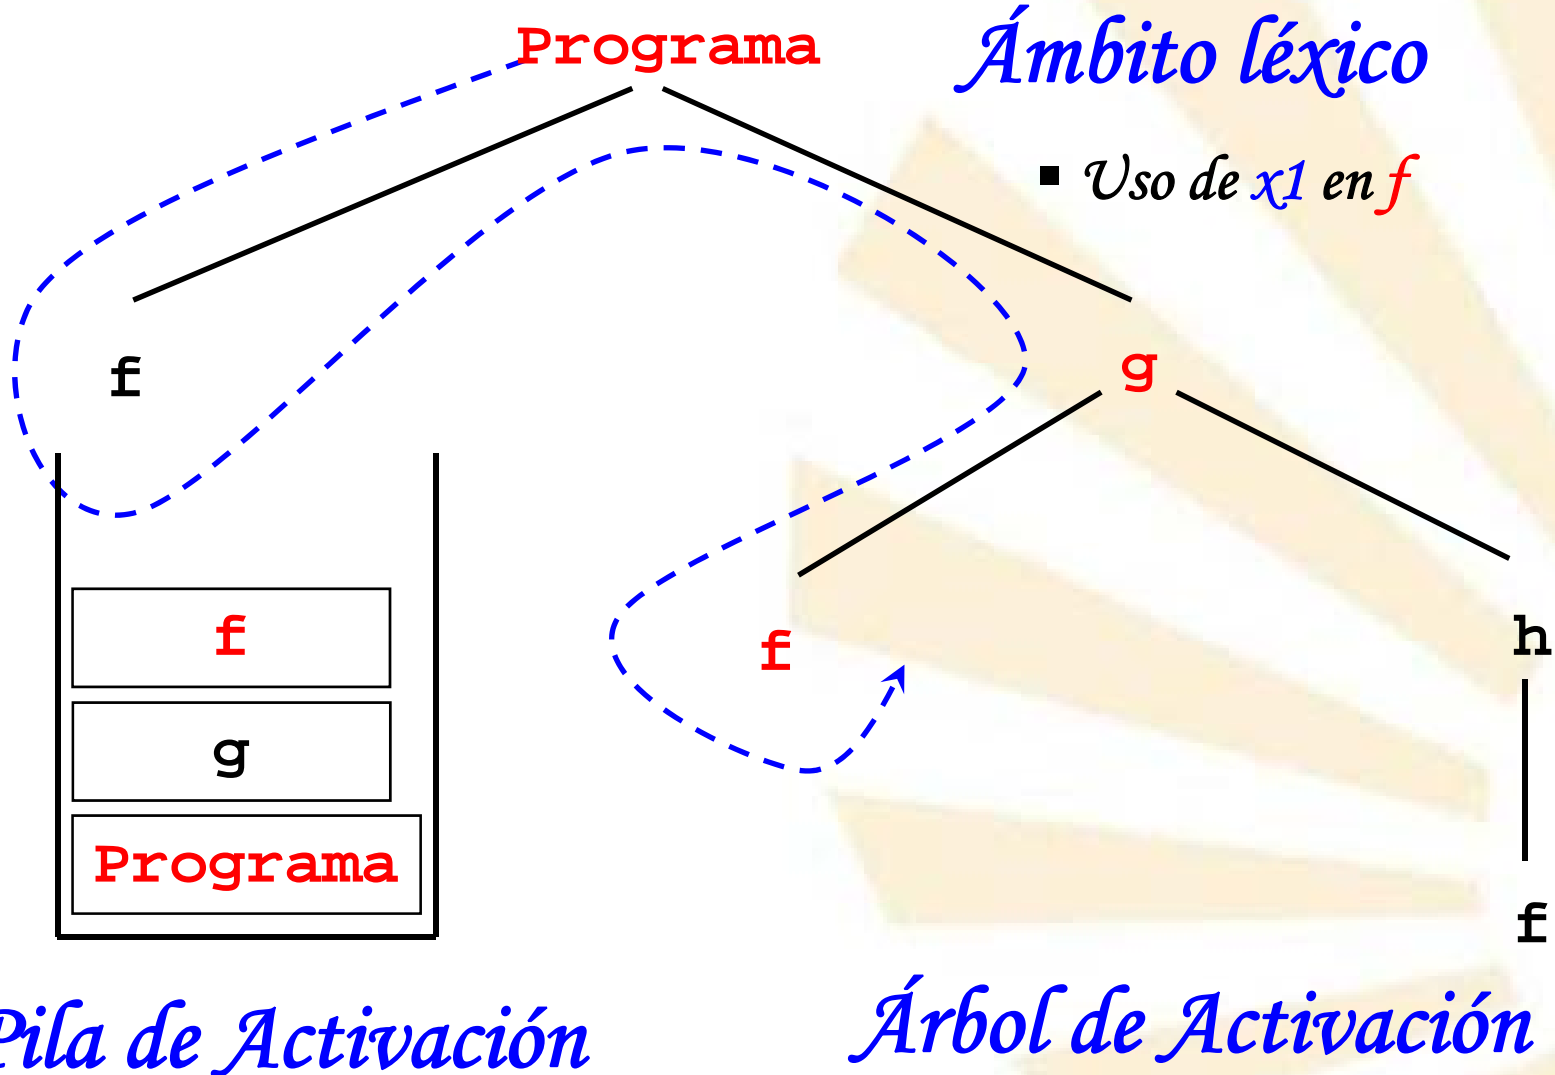 Programa
Ámbito léxico
Uso de x1 en f
f
g
f
h
f
f
g
Programa
Pila de Activación
Árbol de Activación